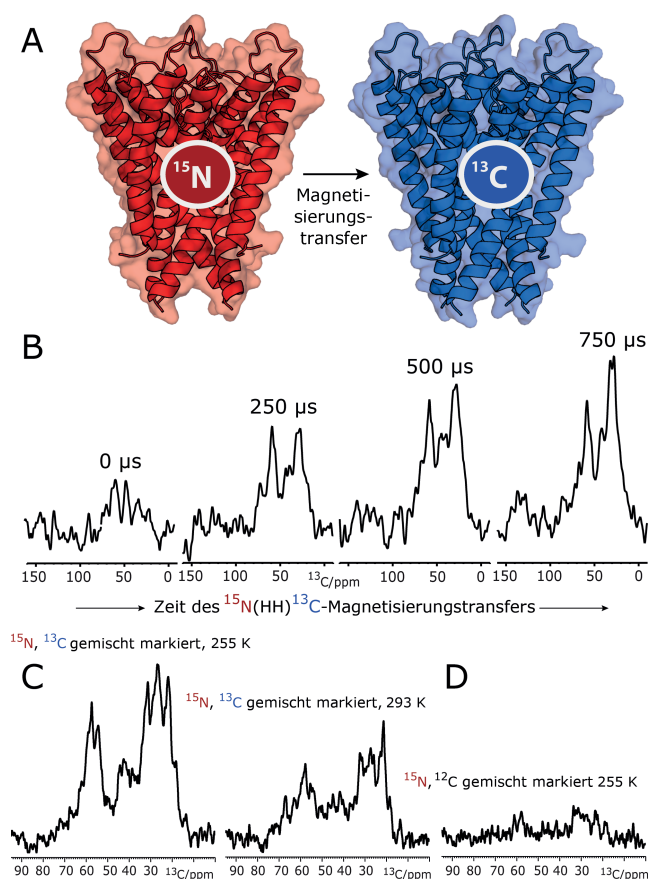 A
15N
13C
Magneti-
sierungs-
transfer
B
0 µs
250 µs
500 µs
750 µs
150 100 50 0
150 100 50 0
150 100 50 0
150 100 50 0
13C/ppm
Zeit des 15N(HH)13C-Magnetisierungstransfers
15N, 13C gemischt markiert, 255 K
C
15N, 13C gemischt markiert, 293 K
D
15N, 12C gemischt markiert 255 K
90 80 70 60 50 40 30 13C/ppm
90 80 70 60 50 40 30 13C/ppm
90 80 70 60 50 40 30 13C/ppm